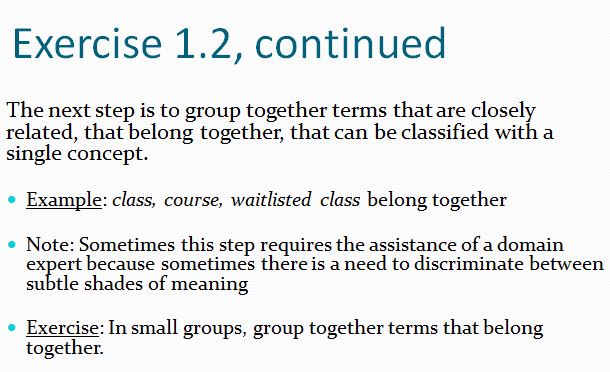 Exercise 1.2, continued
The next step is to group together terms that are closely
related, that belong together, that can be classified with a
single concept.
• Example: class, course, waitlisted class belong together
• Note: Sometimes this step requires the assistance of a domain
expert because sometimes there is a need to discriminate between
subtle shades of meaning
• Exercise: In small groups, group together terms that belong
together.